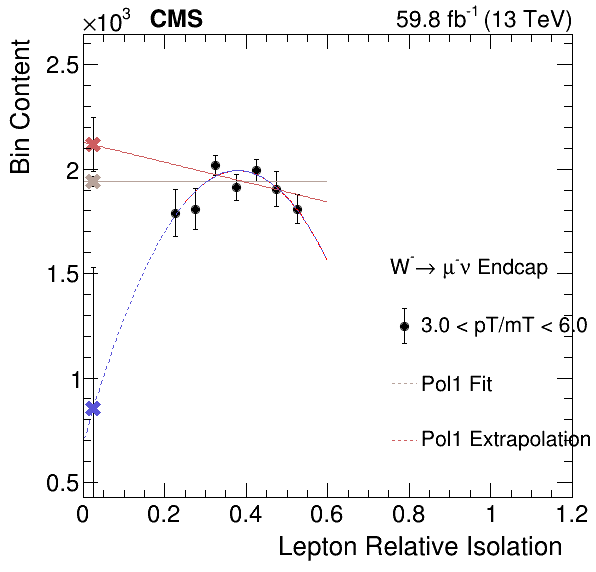 ×10³
CMS
59.8 fb⁻¹ (13 TeV)
Bin Content
2.5
2
1.5
1
0.5
W⁻→ μ⁻ν Endcap
3.0 < pT/mT < 6.0
Pol1 Fit
Pol1 Extrapolation
0 0.2 0.4 0.6 0.8 1 1.2
Lepton Relative Isolation